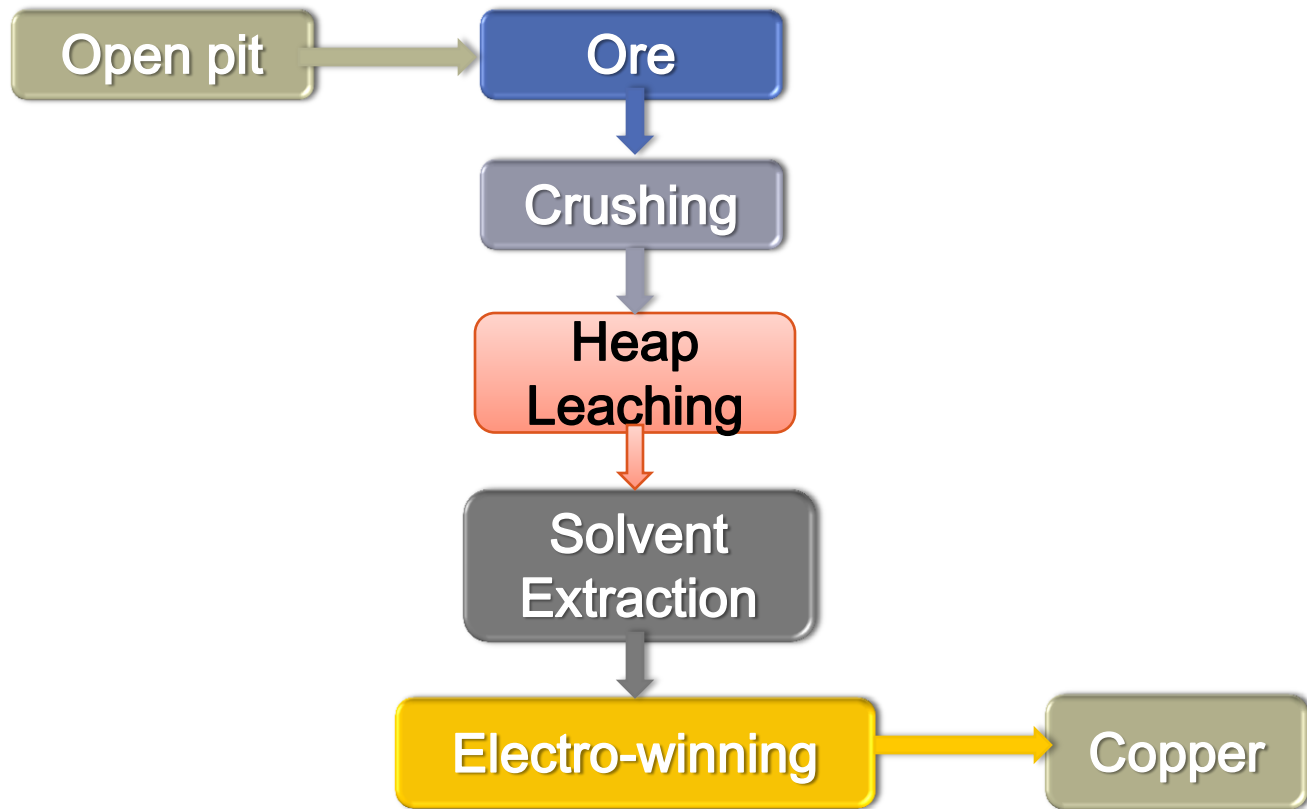 Open pit
Ore
Crushing
Heap
Leaching
Solvent
Extraction
Electro-winning
Copper